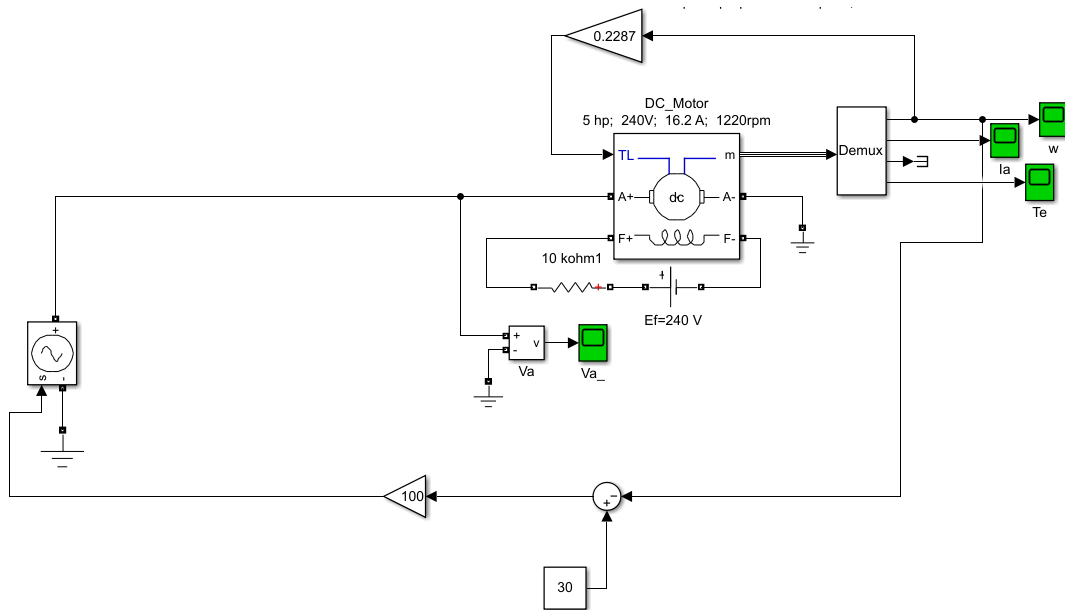 0.2287
DC_Motor
5 hp; 240V; 16.2 A; 1220rpm
TL
m
Demux
w
Ia
A+
dc
A-
Te
F+
F-
10 kohm1
+
+
Ef=240 V
+
+
v
-
Va
Va_
s
-
100
-
+
30